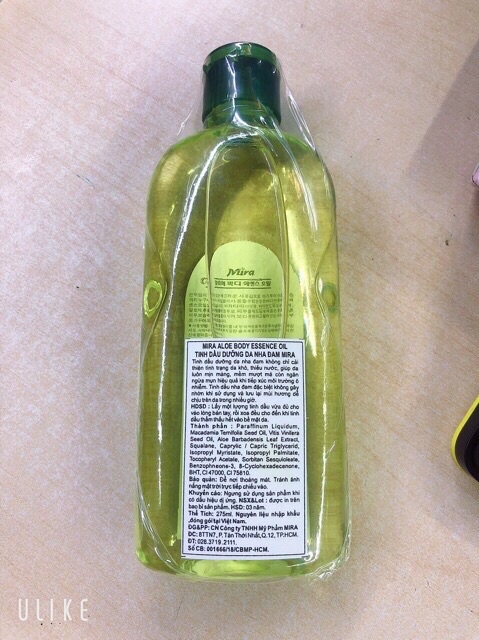 Mira
MIRA ALOE BODY ESSENCE OIL
TINH DẦU DƯỠNG DA NHA ĐAM MIRA
Tinh dầu dưỡng da nha đam không chỉ cải
thiện tình trạng da khô, thiếu nước, giúp da
luôn mịn màng, mềm mượt mà còn ngăn
ngừa mụn hiệu quả khi tiếp xúc môi trường ô
nhiễm. Tinh dầu nha đam đặc biệt không gây
nhờn khi sử dụng và lưu lại mùi hương dễ
chịu trên da trong nhiều giờ.
HDSD : Lấy một lượng tinh dầu vừa đủ cho
vào lòng bàn tay, rồi xoa đều cho đến khi tinh
dầu thẩm thấu hết vào bề mặt da.
Thành phần : Paraffinum Liquidum,
Macadamia Ternifolia Seed Oil, Vitis Vinifera
Seed Oil, Aloe Barbadensis Leaf Extract,
Squalane, Caprylic / Capric Triglycerid,
Isopropyl Myristate, Isopropyl Palmitate,
Tocopheryl Acetate, Sorbitan Sesquioleate,
Benzophneone-3, 8-Cyclohexadecenone,
BHT, CI 47000, CI 75810.
Bảo quản: Để nơi thoáng mát. Tránh ánh
nắng mặt trời trực tiếp chiếu vào.
Khuyến cáo: Ngưng sử dụng sản phẩm khi
có dấu hiệu dị ứng. NSX&Lot: được in trên
bao bì sản phẩm. HSD: 03 năm.
Thể Tích: 275ml. Nguyên liệu nhập khẩu
,đóng gói tại Việt Nam.
ĐG&PP: CN Công ty TNHH Mỹ Phẩm MIRA
ĐC: 8TTN7, P. Tân Thới Nhất, Q.12, TP.HCM.
ĐT: 028.3719.2111.
Số CB: 001666/18/CBMP-HCM.
ULIKE